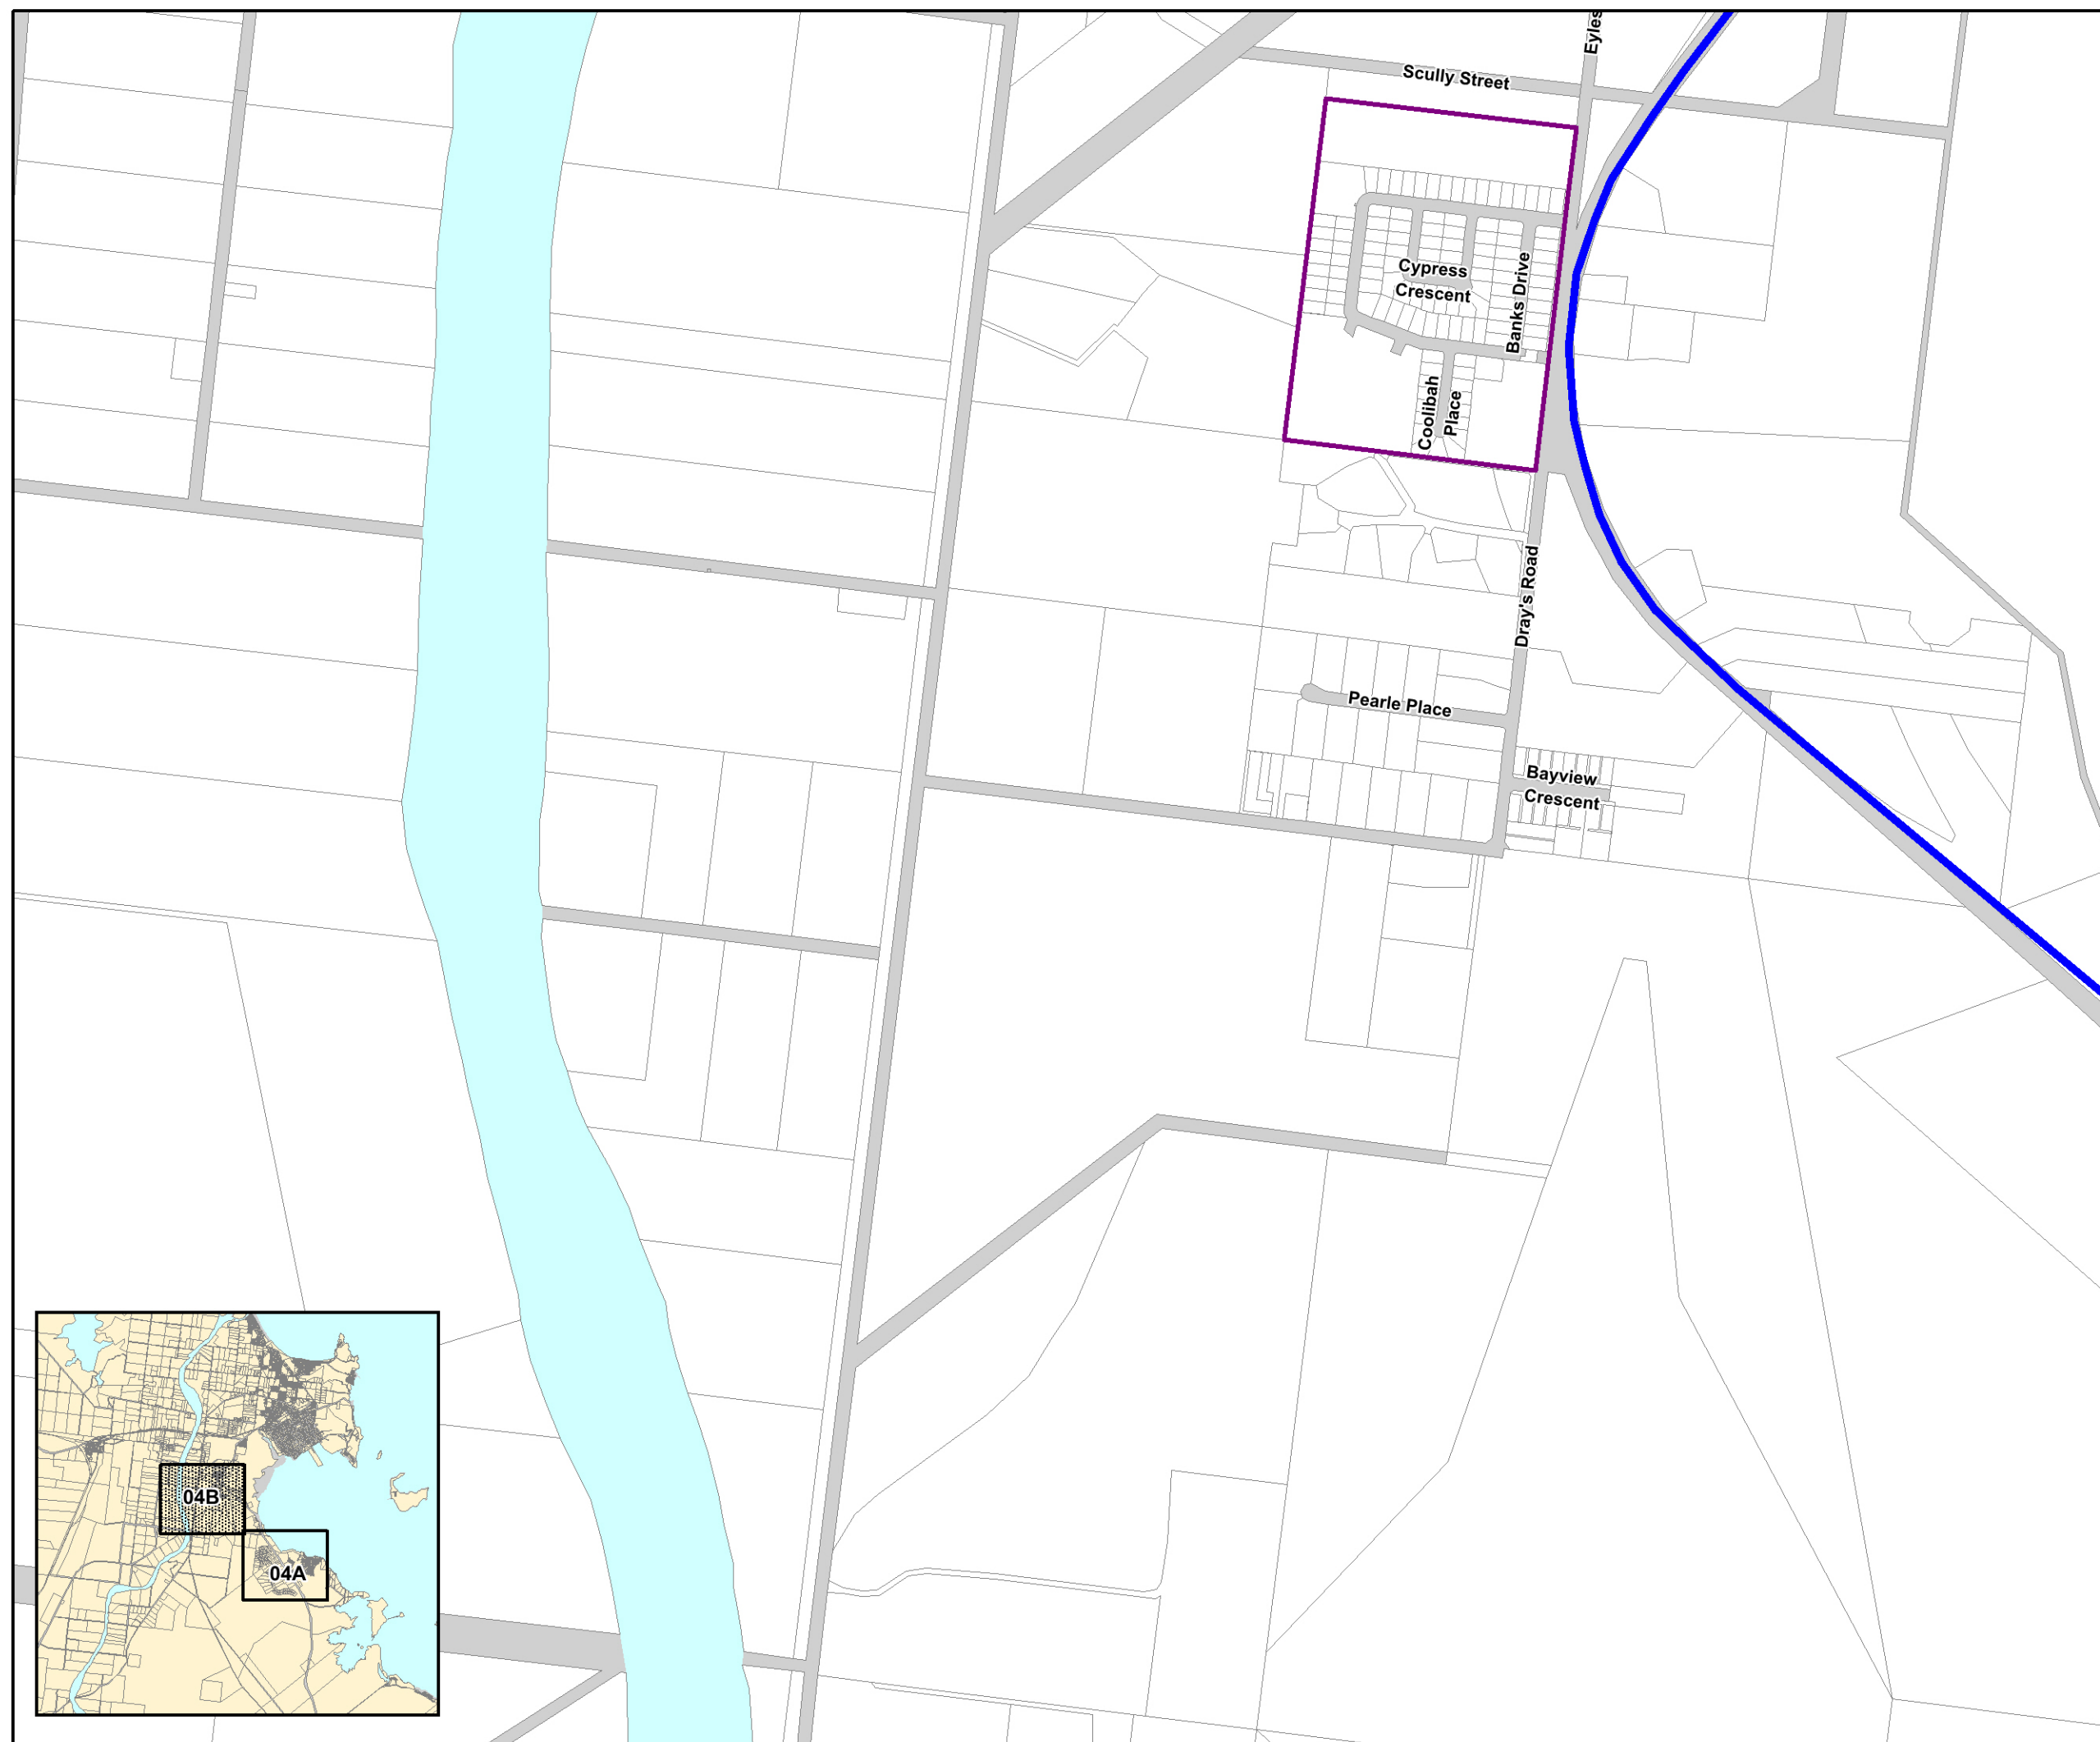 Eyles
Scully Street
Cypress
Crescent
Banks Drive
Coolibah
Place
Dray's Road
Pearle Place
Bayview
Crescent
04B
04A